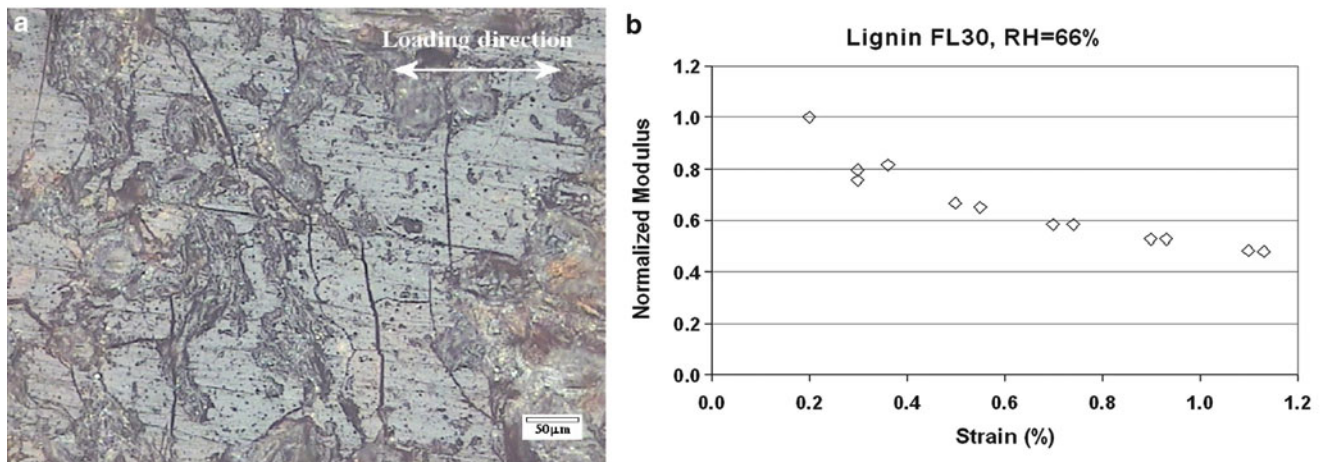 a
Loading direction
50µm
b
Lignin FL30, RH=66%
Normalized Modulus
1.2
1.0
0.8
0.6
0.4
0.2
0.0
0.0 0.2 0.4 0.6 0.8 1.0 1.2
Strain (%)